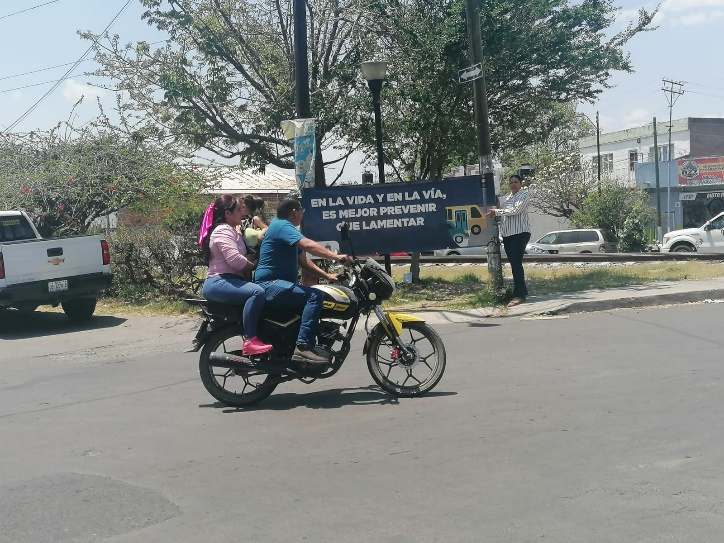 EN LA VIDA Y EN LA VÍA,
ES MEJOR PREVENIR
QUE LAMENTAR